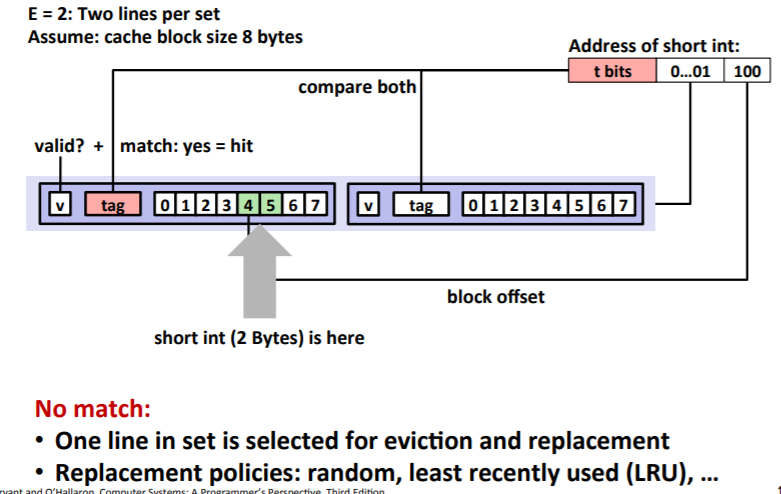 E = 2: Two lines per set
Assume: cache block size 8 bytes
Address of short int:
t bits 0...01 100
compare both
valid? + match: yes = hit
v tag 0 1 2 3 4 5 6 7 v tag 0 1 2 3 4 5 6 7
block offset
short int (2 Bytes) is here
No match:
• One line in set is selected for eviction and replacement
• Replacement policies: random, least recently used (LRU), ...
and O'Hallaron, Computer Systems: A Programmer's Perspective, Third Edition